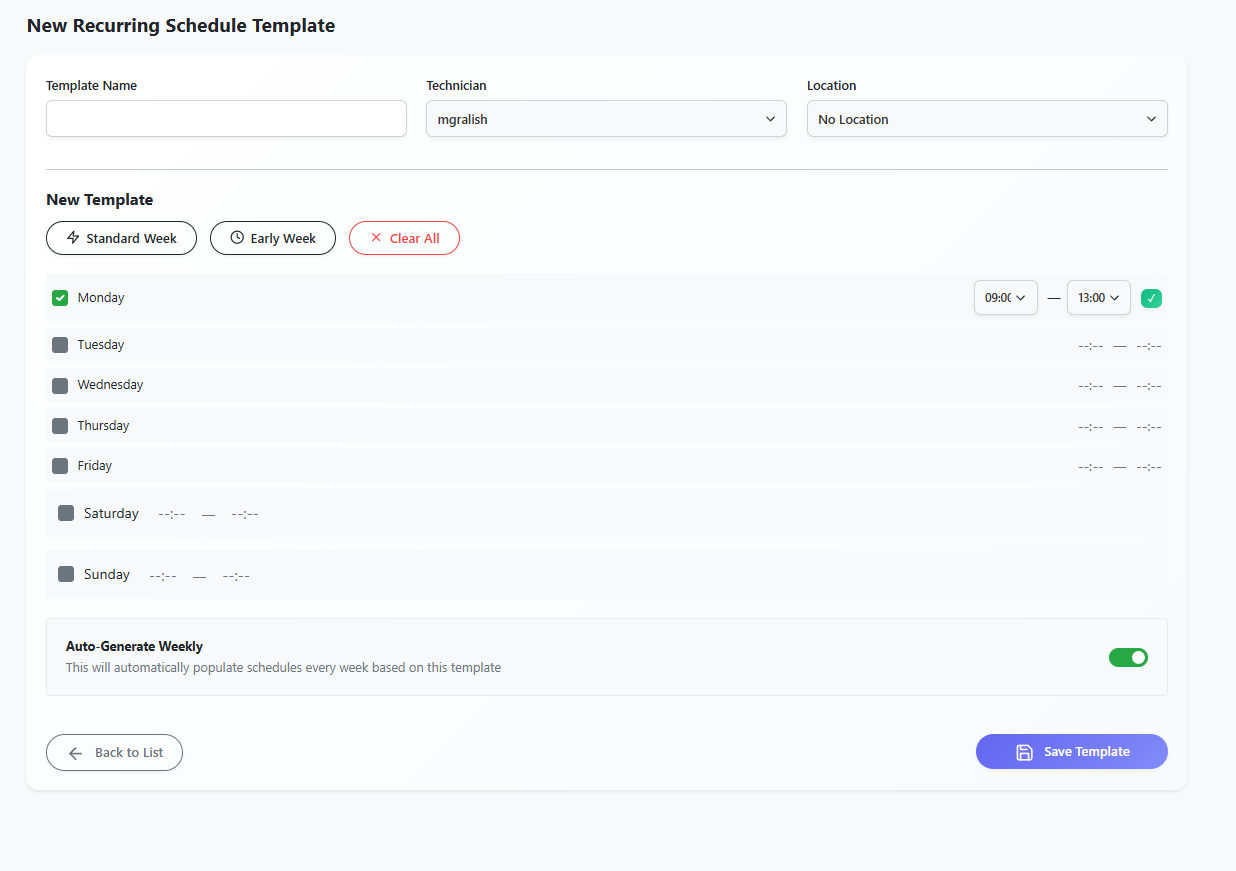 New Recurring Schedule Template
Template Name Technician Location
mgralish No Location
New Template
Standard Week Early Week Clear All
Monday 09:00 — 13:00
Tuesday --:-- — --:--
Wednesday --:-- — --:--
Thursday --:-- — --:--
Friday --:-- — --:--
Saturday --:-- — --:--
Sunday --:-- — --:--
Auto-Generate Weekly
This will automatically populate schedules every week based on this template
Back to List Save Template